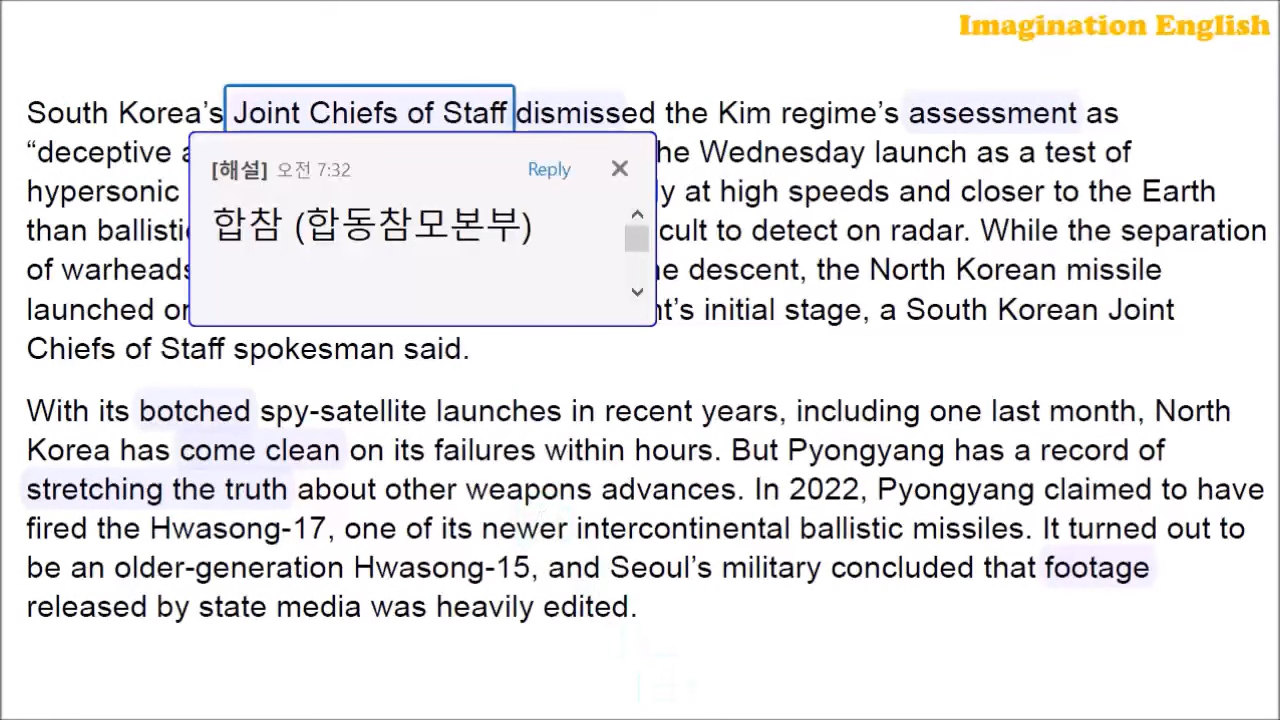 Imagination English
South Korea's Joint Chiefs of Staff dismissed the Kim regime's assessment as
“deceptive
[해설] 오전 7:32 Reply
합참 (합동참모본부)
he Wednesday launch as a test of
hypersonic
y at high speeds and closer to the Earth
than ballisti
cult to detect on radar. While the separation
of warheads
e descent, the North Korean missile
launched o
t's initial stage, a South Korean Joint
Chiefs of Staff spokesman said.
With its botched spy-satellite launches in recent years, including one last month, North
Korea has come clean on its failures within hours. But Pyongyang has a record of
stretching the truth about other weapons advances. In 2022, Pyongyang claimed to have
fired the Hwasong-17, one of its newer intercontinental ballistic missiles. It turned out to
be an older-generation Hwasong-15, and Seoul's military concluded that footage
released by state media was heavily edited.